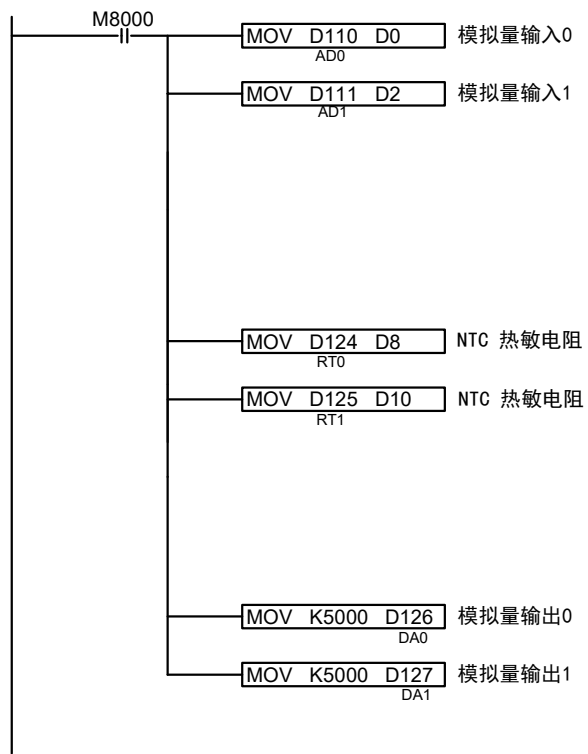 M8000
MOV D110 D0 模拟量输入0
AD0
MOV D111 D2 模拟量输入1
AD1
MOV D124 D8 NTC 热敏电阻
RT0
MOV D125 D10 NTC 热敏电阻
RT1
MOV K5000 D126 模拟量输出0
DA0
MOV K5000 D127 模拟量输出1
DA1